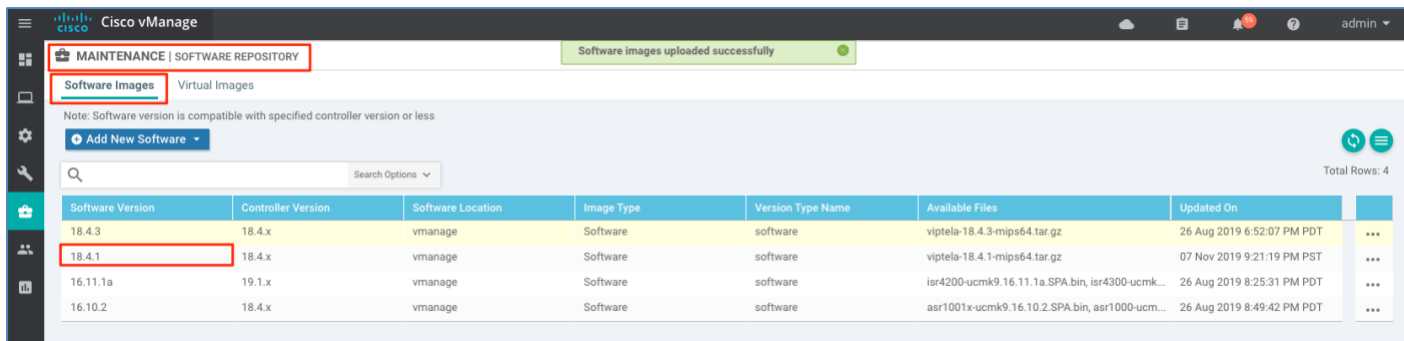 cisco Cisco vManage 59 admin
MAINTENANCE | SOFTWARE REPOSITORY Software images uploaded successfully
Software Images Virtual Images
Note: Software version is compatible with specified controller version or less
Add New Software
Search Options Total Rows: 4
Software Version Controller Version Software Location Image Type Version Type Name Available Files Updated On
18.4.3 18.4.x vmanage Software software viptela-18.4.3-mips64.tar.gz 26 Aug 2019 6:52:07 PM PDT ...
18.4.1 18.4.x vmanage Software software viptela-18.4.1-mips64.tar.gz 07 Nov 2019 9:21:19 PM PST ...
16.11.1a 19.1.x vmanage Software software isr4200-ucmk9.16.11.1a.SPA.bin, isr4300-ucmk... 26 Aug 2019 8:25:31 PM PDT ...
16.10.2 18.4.x vmanage Software software asr1001x-ucmk9.16.10.2.SPA.bin, asr1000-ucm... 26 Aug 2019 8:49:42 PM PDT ...